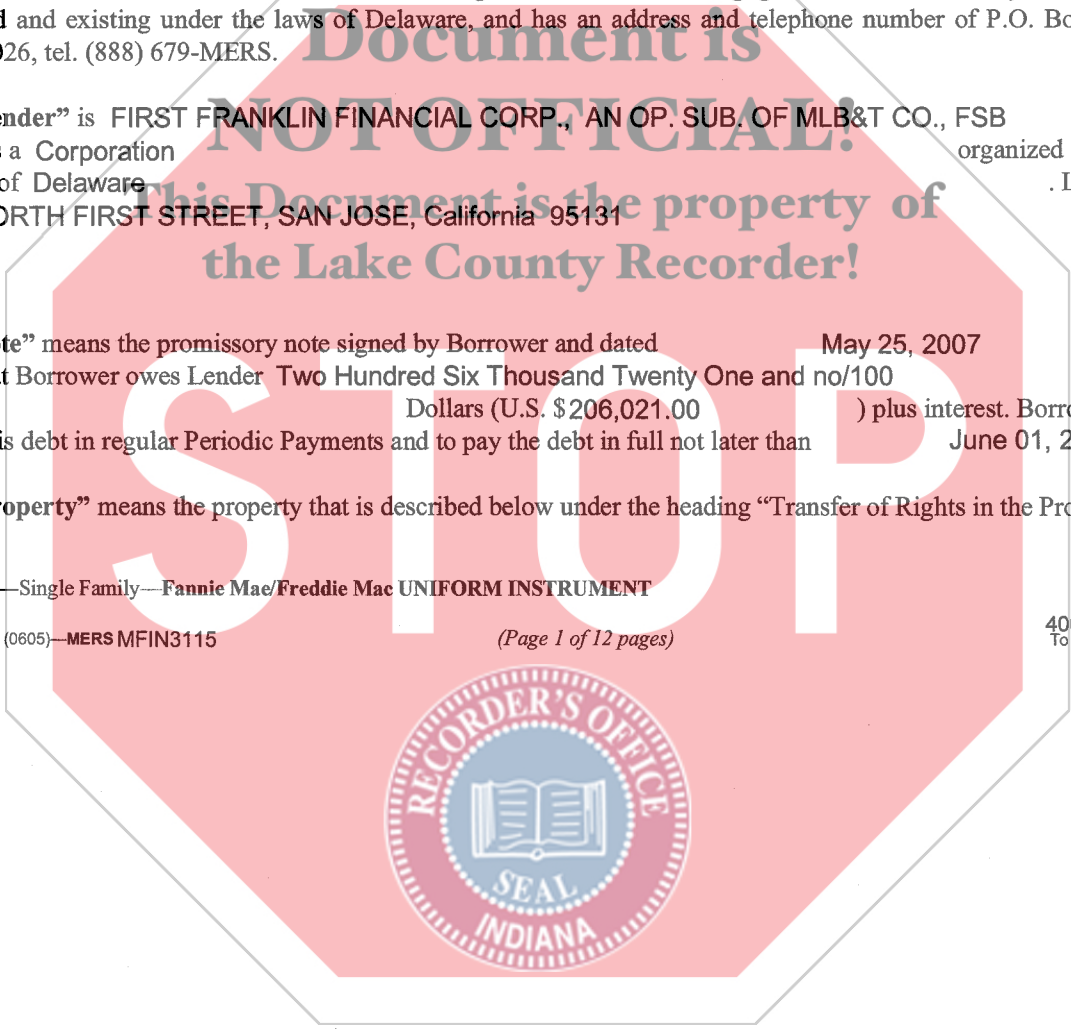 d and existing under the laws of Delaware, and has an address and telephone number of P.O. Bo
026, tel. (888) 679-MERS.
Document is
ender” is FIRST FRANKLIN FINANCIAL CORP., AN OP. SUB. OF MLB&T CO., FSB
NOT OFFICIAL!
s a Corporation organized
of Delaware . L
This Document is the property of
ORTH FIRST STREET, SAN JOSE, California 95131
the Lake County Recorder!
te” means the promissory note signed by Borrower and dated May 25, 2007
t Borrower owes Lender Two Hundred Six Thousand Twenty One and no/100
Dollars (U.S. $206,021.00 ) plus interest. Borro
is debt in regular Periodic Payments and to pay the debt in full not later than June 01, 2
STOP
operty” means the property that is described below under the heading “Transfer of Rights in the Pro
—Single Family—Fannie Mae/Freddie Mac UNIFORM INSTRUMENT
(0605)—MERS MFIN3115 (Page 1 of 12 pages) 40
To
RECORDER'S OFFICE
SEAL
INDIANA